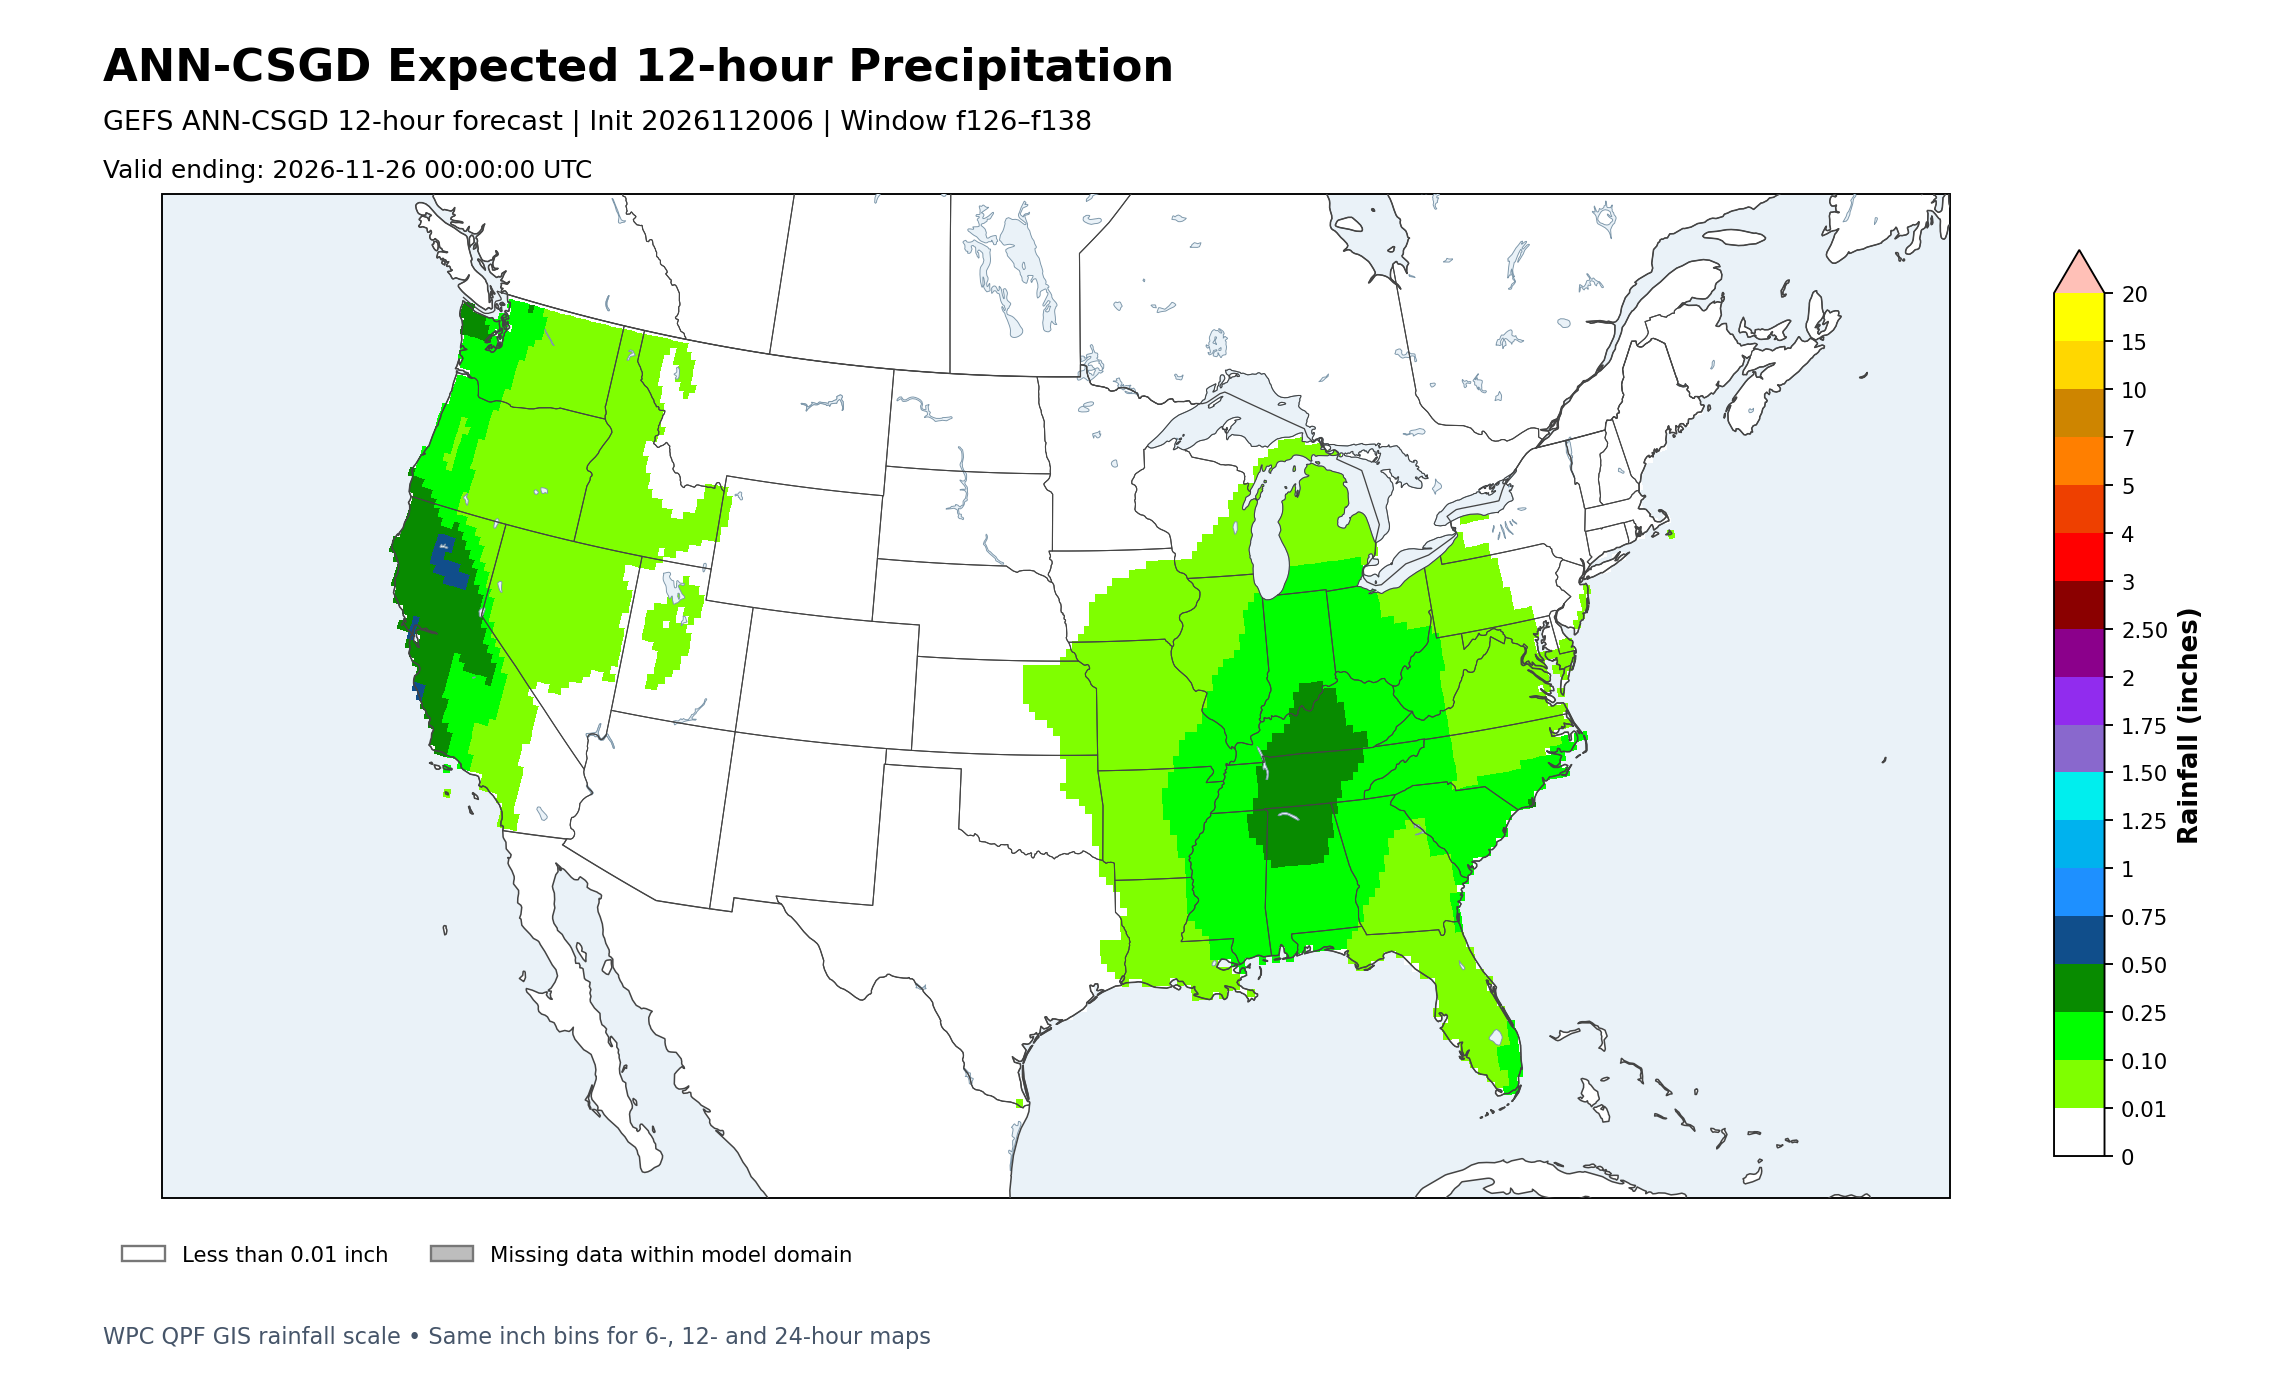 ANN-CSGD Expected 12-hour Precipitation
GEFS ANN-CSGD 12-hour forecast | Init 2026112006 | Window f126–f138
Valid ending: 2026-11-26 00:00:00 UTC
20
15
10
7
5
4
3
2.50
2
1.75
1.50
1.25
1
0.75
0.50
0.25
0.10
0.01
0
Rainfall (inches)
Less than 0.01 inch
Missing data within model domain
WPC QPF GIS rainfall scale • Same inch bins for 6-, 12- and 24-hour maps